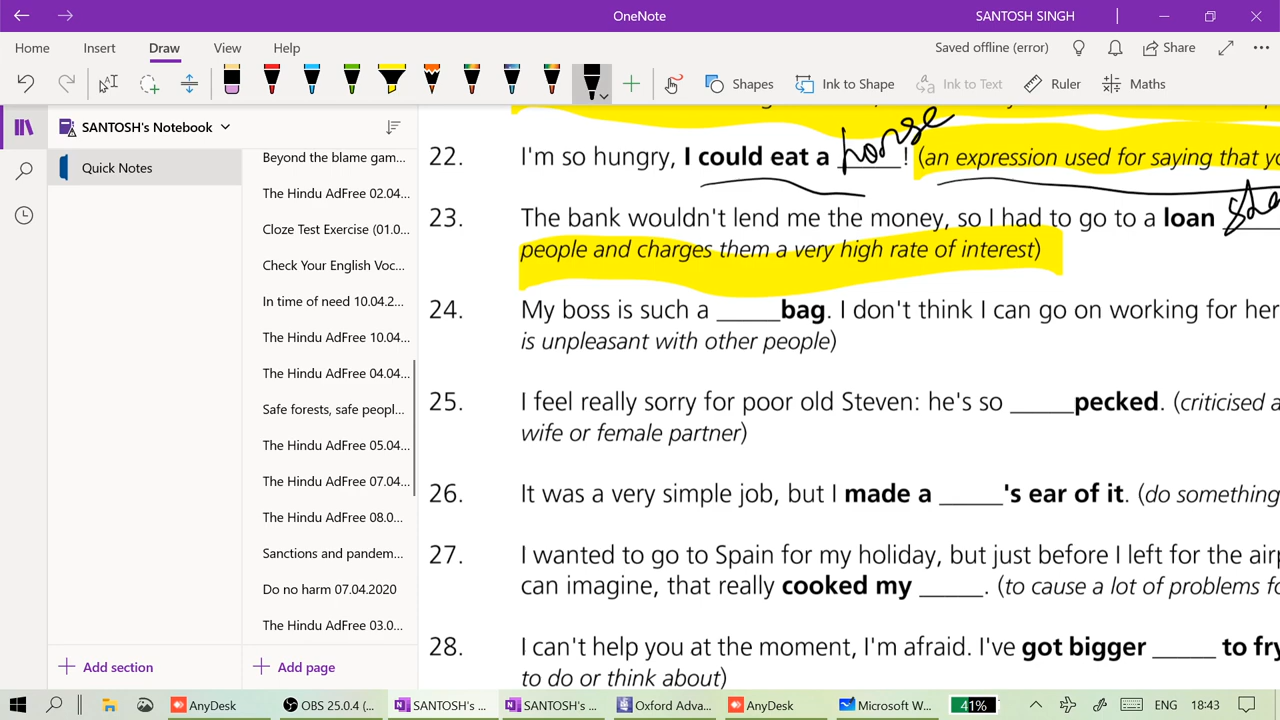 OneNote
SANTOSH SINGH
Home Insert Draw View Help
Saved offline (error)
Share
Shapes
Ink to Shape
Ink to Text
Ruler
Maths
SANTOSH's Notebook
Quick Notes
Add section
Beyond the blame gam...
The Hindu AdFree 02.04...
Cloze Test Exercise (01.0...
Check Your English Voc...
In time of need 10.04.2...
The Hindu AdFree 10.04...
The Hindu AdFree 04.04...
Safe forests, safe peopl...
The Hindu AdFree 05.04...
The Hindu AdFree 07.04...
The Hindu AdFree 08.0...
Sanctions and pandem...
Do no harm 07.04.2020
The Hindu AdFree 03.0...
Add page
22. I'm so hungry, I could eat a horse! (an expression used for saying that yo
23. The bank wouldn't lend me the money, so I had to go to a loan sha
people and charges them a very high rate of interest)
24. My boss is such a _____bag. I don't think I can go on working for her
is unpleasant with other people)
25. I feel really sorry for poor old Steven: he's so _____pecked. (criticised a
wife or female partner)
26. It was a very simple job, but I made a _____'s ear of it. (do something
27. I wanted to go to Spain for my holiday, but just before I left for the airp
can imagine, that really cooked my _____. (to cause a lot of problems fo
28. I can't help you at the moment, I'm afraid. I've got bigger _____ to fry
to do or think about)
AnyDesk
OBS 25.0.4 (...
SANTOSH's ...
SANTOSH's ...
Oxford Adva...
AnyDesk
Microsoft W...
41%
ENG
18:43